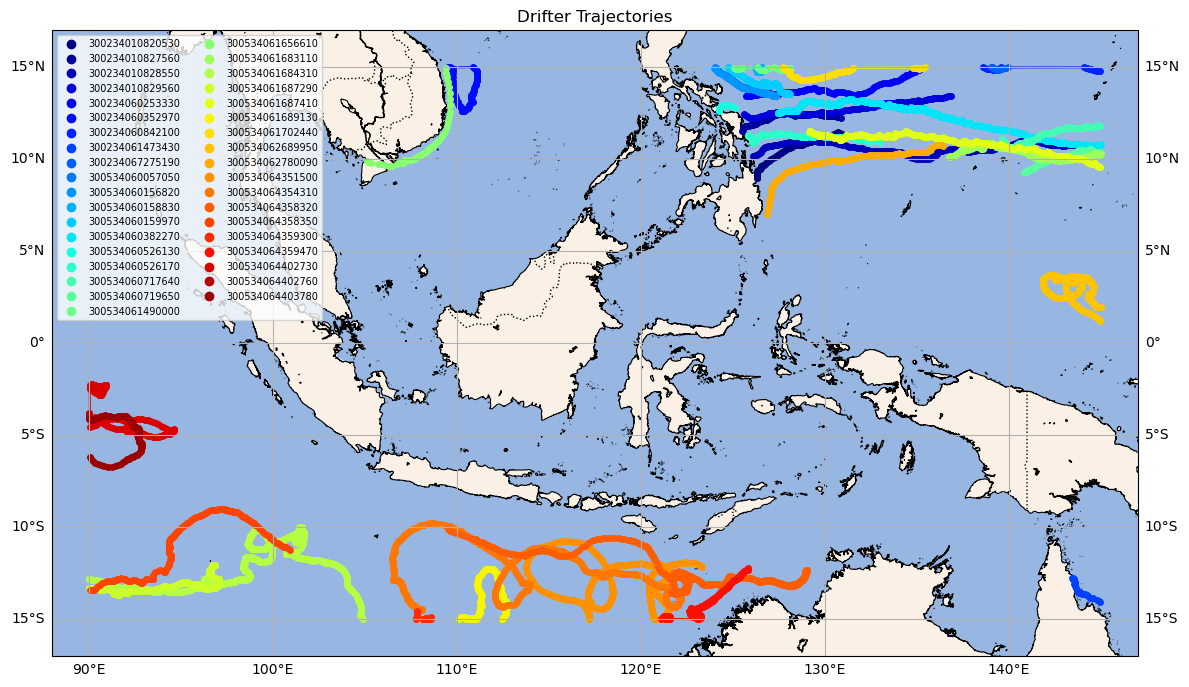 Drifter Trajectories
300234010820530
300234010827560
300234010828550
300234010829560
300234060253330
300234060352970
300234060842100
300234061473430
300234067275190
300534060057050
300534060156820
300534060158830
300534060159970
300534060382270
300534060526130
300534060526170
300534060717640
300534060719650
300534061490000
300534061656610
300534061683110
300534061684310
300534061687290
300534061687410
300534061689130
300534061702440
300534062689950
300534062780090
300534064351500
300534064354310
300534064358320
300534064358350
300534064359300
300534064359470
300534064402730
300534064402760
300534064403780
15°N
10°N
5°N
0°
5°S
10°S
15°S
15°N
10°N
5°N
0°
5°S
10°S
15°S
90°E
100°E
110°E
120°E
130°E
140°E